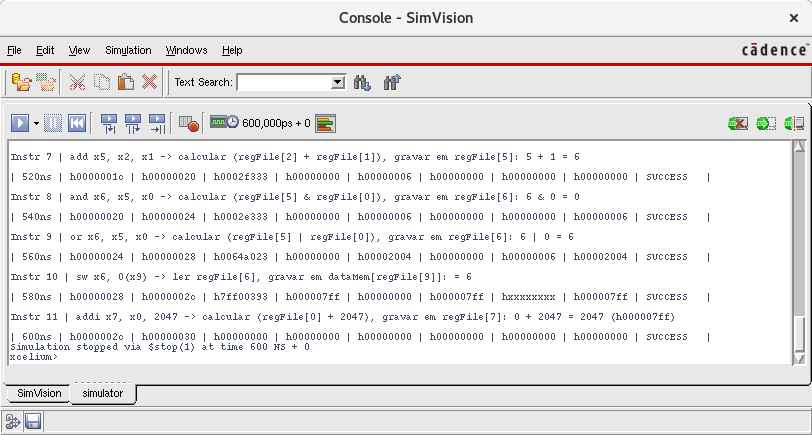 Console - SimVision
File Edit View Simulation Windows Help
cādence
Text Search:
600,000ps + 0
Instr 7 | add x5, x2, x1 -> calcular (regFile[2] + regFile[1]), gravar em regFile[5]: 5 + 1 = 6
| 520ns | h0000001c | h00000020 | h0002f333 | h00000000 | h00000006 | h00000000 | h00000000 | h00000000 | SUCCESS |
Instr 8 | and x6, x5, x0 -> calcular (regFile[5] & regFile[0]), gravar em regFile[6]: 6 & 0 = 0
| 540ns | h00000020 | h00000024 | h0002e333 | h00000000 | h00000006 | h00000000 | h00000000 | h00000006 | SUCCESS |
Instr 9 | or x6, x5, x0 -> calcular (regFile[5] | regFile[0]), gravar em regFile[6]: 6 | 0 = 6
| 560ns | h00000024 | h00000028 | h0064a023 | h00000000 | h00002004 | h00000000 | h00000006 | h00002004 | SUCCESS |
Instr 10 | sw x6, 0(x9) -> ler regFile[6], gravar em dataMem[regFile[9]]: = 6
| 580ns | h00000028 | h0000002c | h7ff00393 | h000007ff | h00000000 | h000007ff | hxxxxxxxx | h000007ff | SUCCESS |
Instr 11 | addi x7, x0, 2047 -> calcular (regFile[0] + 2047), gravar em regFile[7]: 0 + 2047 = 2047 (h000007ff)
| 600ns | h0000002c | h00000030 | h00000000 | h00000000 | h00000000 | h00000000 | h00000000 | h00000000 | SUCCESS |
Simulation stopped via $stop(1) at time 600 NS + 0
xcelium>
SimVision simulator